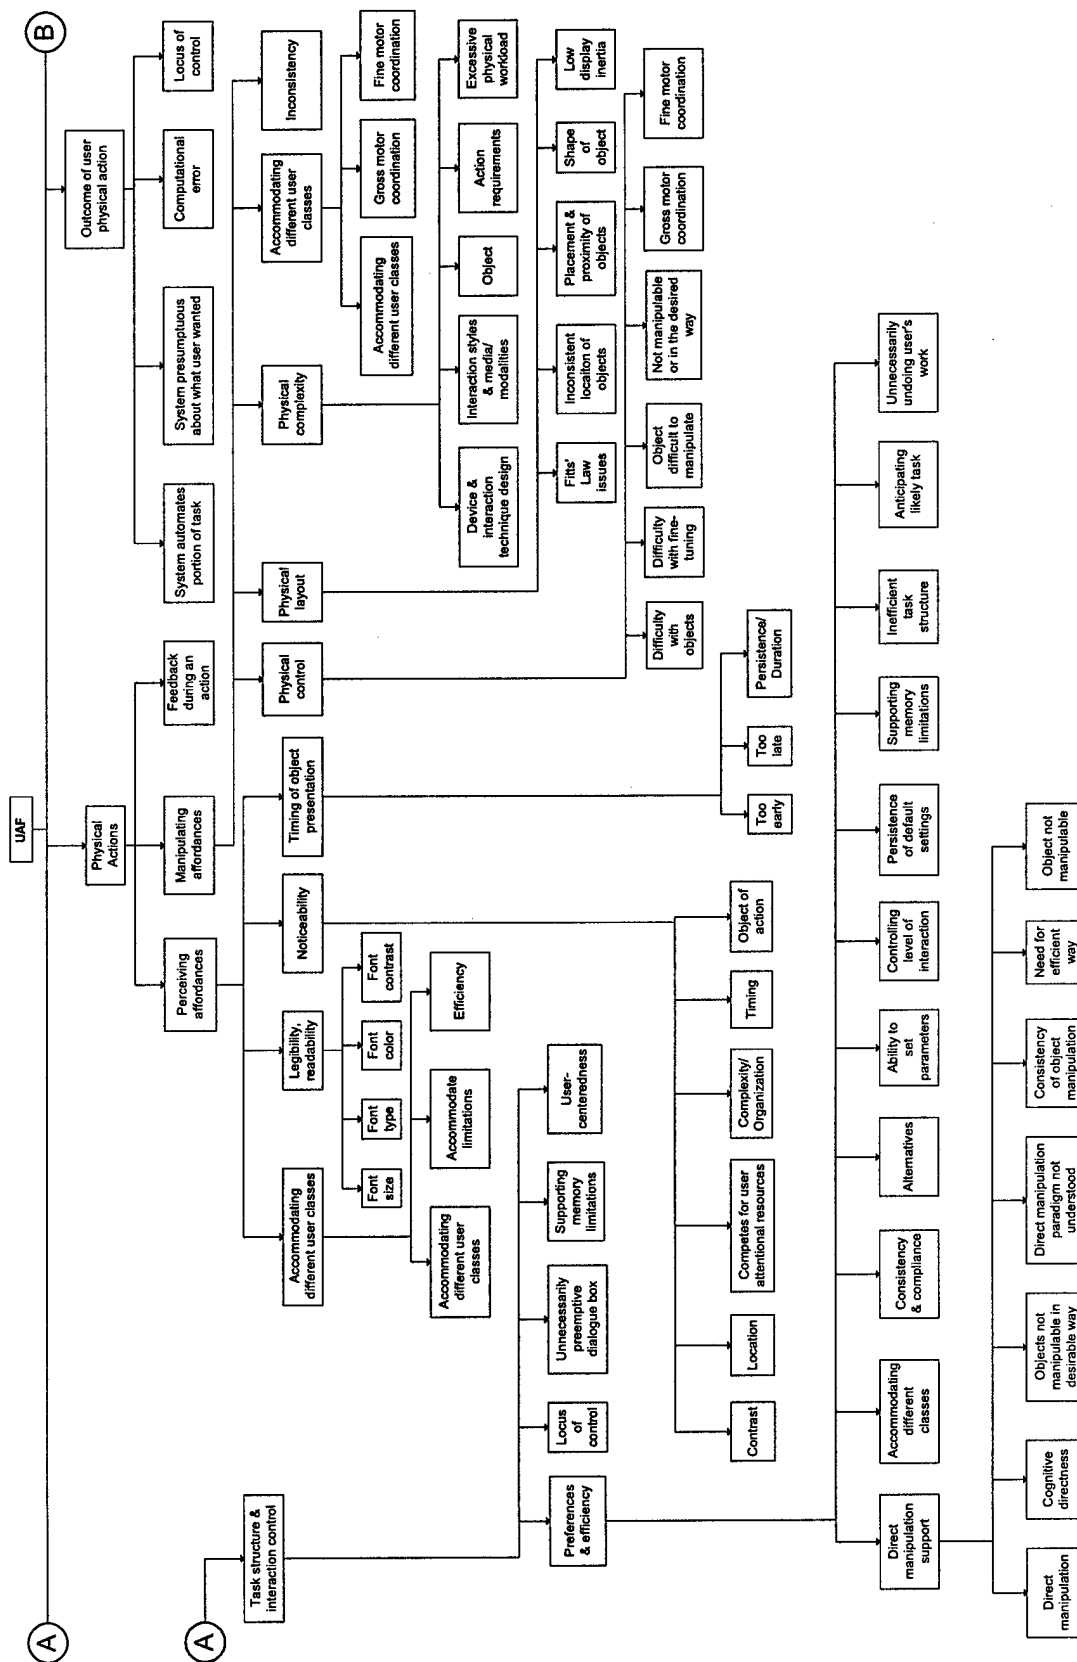 UAF
A
B
Physical
Actions
Outcome of user
physical action
A
Perceiving
affordances
Manipulating
affordances
Feedback
during an
action
System automates
portion of task
System presumptuous
about what user wanted
Computational
error
Locus of
control
Task structure &
interaction control
Accommodating
different user classes
Legibility,
readability
Noticeability
Timing of object
presentation
Physical
control
Physical
layout
Physical
complexity
Accommodating
different user
classes
Inconsistency
Font
size
Font
type
Font
color
Font
contrast
Accommodating
different user classes
Gross motor
coordination
Fine motor
coordination
Accommodating
different user
classes
Accommodate
limitations
Efficiency
Device &
interaction
technique design
Interaction styles
& media/
modalities
Object
Action
requirements
Excessive
physical
workload
Preferences
& efficiency
Locus
of
control
Unnecessarily
preemptive
dialogue box
Supporting
memory
limitations
User-
centeredness
Fitts'
Law
issues
Inconsistent
locaiton of
objects
Placement &
proximity of
objects
Shape
of
object
Low
display
inertia
Difficulty
with
objects
Difficulty
with fine-
tuning
Object
difficult to
manipulate
Not manipulable
or in the desired
way
Gross motor
coordination
Fine motor
coordination
Contrast
Location
Competes for user
attentional resources
Complexity/
Organization
Timing
Object of
action
Too
early
Too
late
Persistence/
Duration
Direct
manipulation
support
Accommodating
different
classes
Consistency
& compliance
Alternatives
Ability to
set
parameters
Controlling
level of
interaction
Persistence
of default
settings
Supporting
memory
limitations
Inefficient
task
structure
Anticipating
likely task
Unnecessarily
undoing user's
work
Direct
manipulation
Cognitive
directness
Objects not
manipulable in
desirable way
Direct manipulation
paradigm not
understood
Consistency
of object
manipulation
Need for
efficient
way
Object not
manipulable